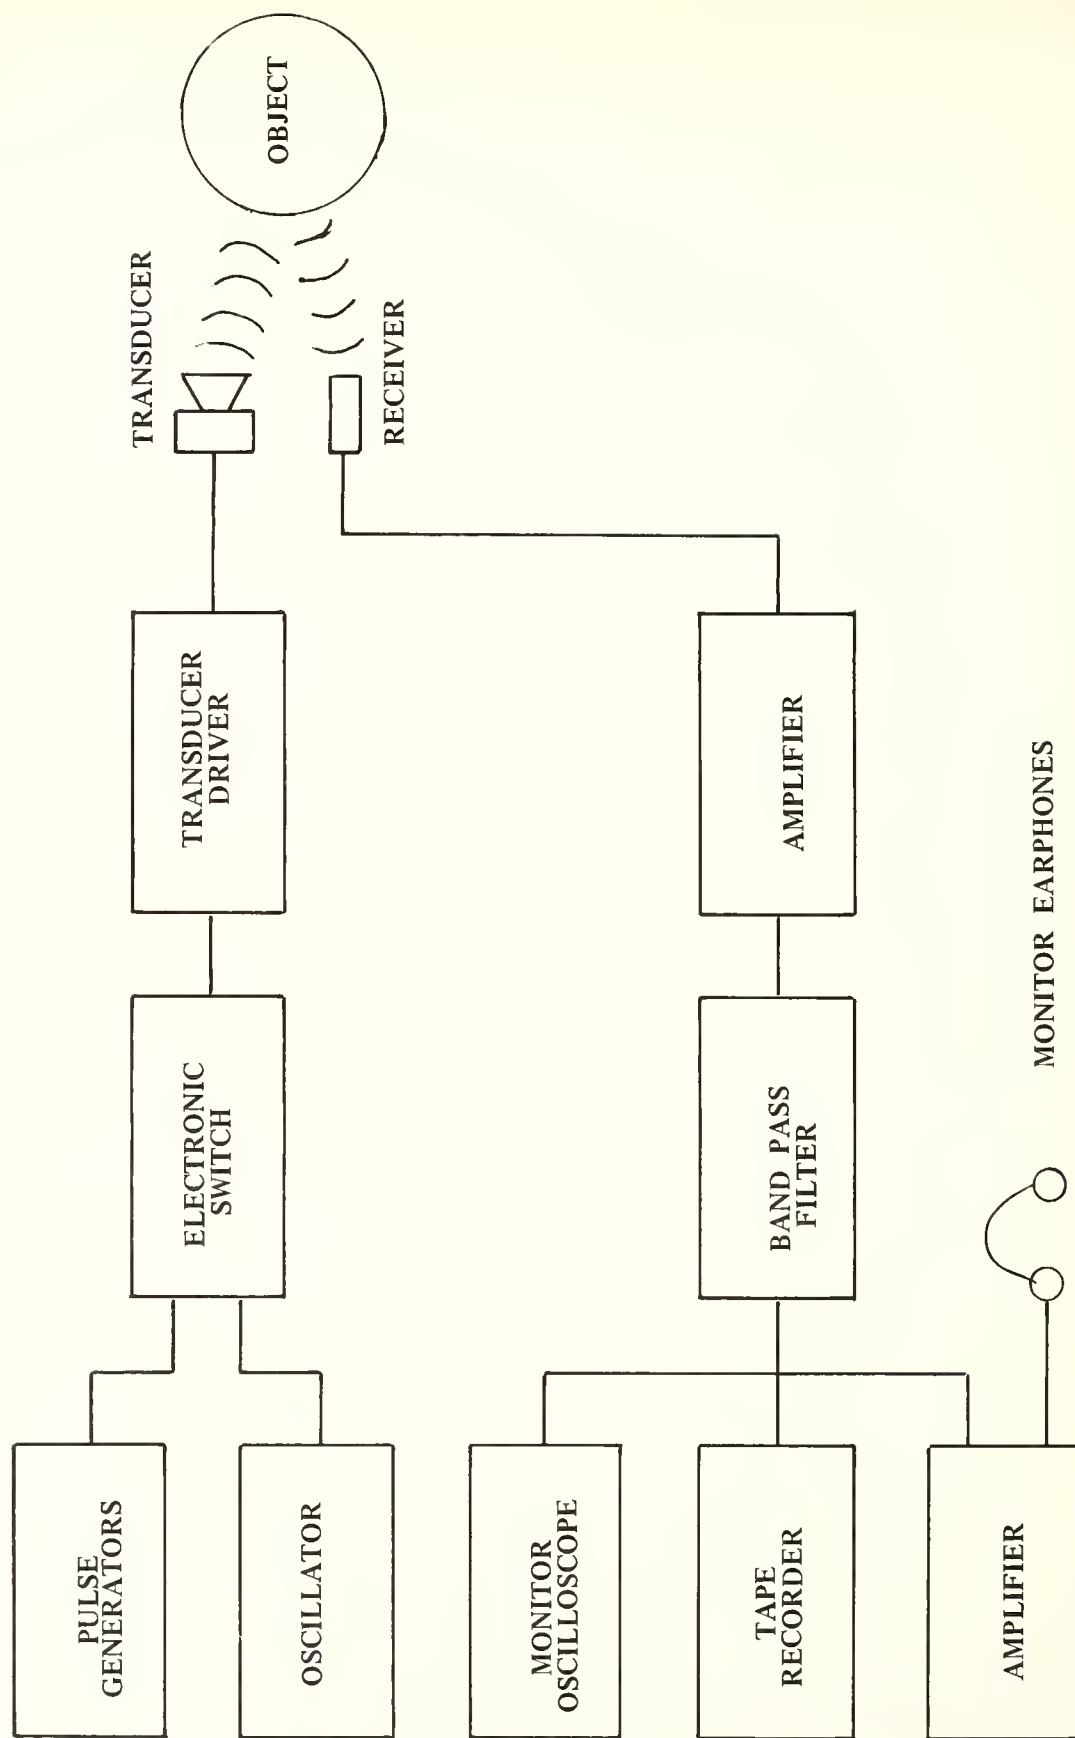 PULSE
GENERATORS
ELECTRONIC
SWITCH
TRANSDUCER
DRIVER
TRANSDUCER
OBJECT
OSCILLATOR
RECEIVER
MONITOR
OSCILLOSCOPE
TAPE
RECORDER
BAND PASS
FILTER
AMPLIFIER
AMPLIFIER
MONITOR EARPHONES